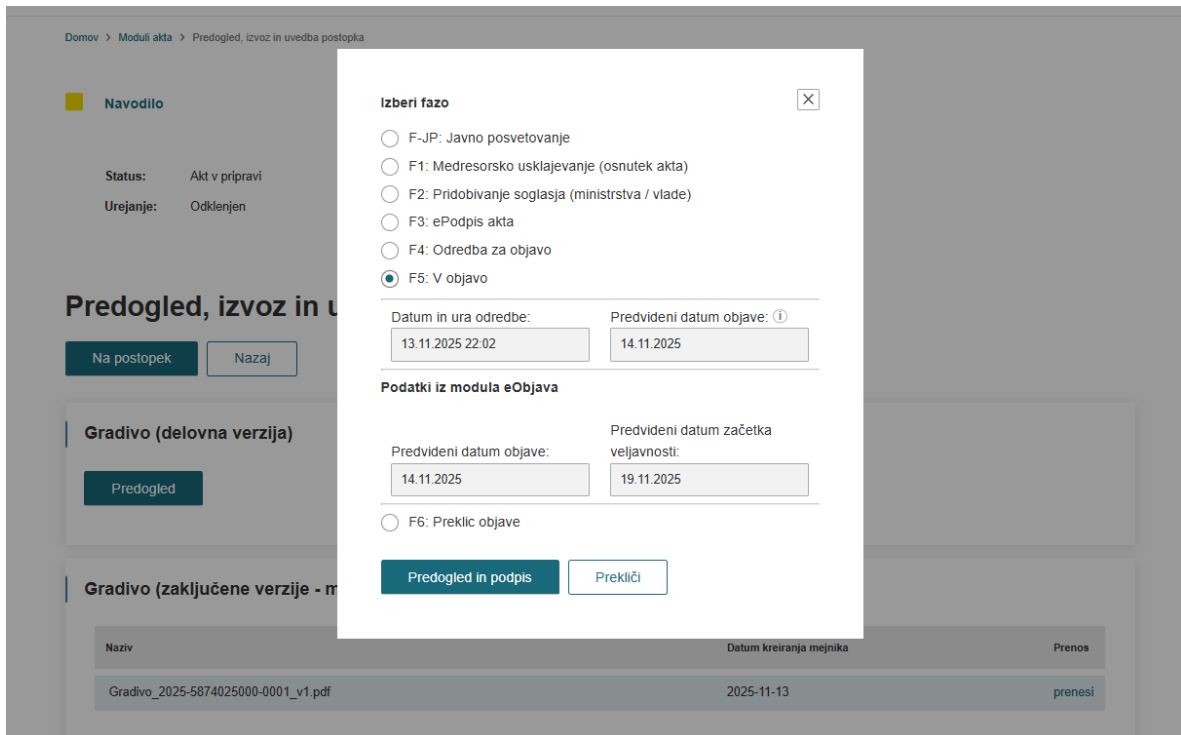 Domov > Moduli akta > Predogled, izvoz in uvedba postopka
Navodilo
Status: Akt v pripravi
Urejanje: Odklenjen
Predogled, izvoz in u
Na postopek Nazaj
Gradivo (delovna verzija)
Predogled
Gradivo (zaključene verzije - m
Naziv Datum kreiranja mejnika Prenos
Gradivo_2025-5874025000-0001_v1.pdf 2025-11-13 prenesi
Izberi fazo
F-JP: Javno posvetovanje
F1: Medresorsko usklajevanje (osnutek akta)
F2: Pridobivanje soglasja (ministrstva / vlade)
F3: ePodpis akta
F4: Odredba za objavo
F5: V objavo
Datum in ura odredbe: Predvideni datum objave:
13.11.2025 22:02 14.11.2025
Podatki iz modula eObjava
Predvideni datum objave: Predvideni datum začetka
veljavnosti:
14.11.2025 19.11.2025
F6: Preklic objave
Predogled in podpis Prekliči